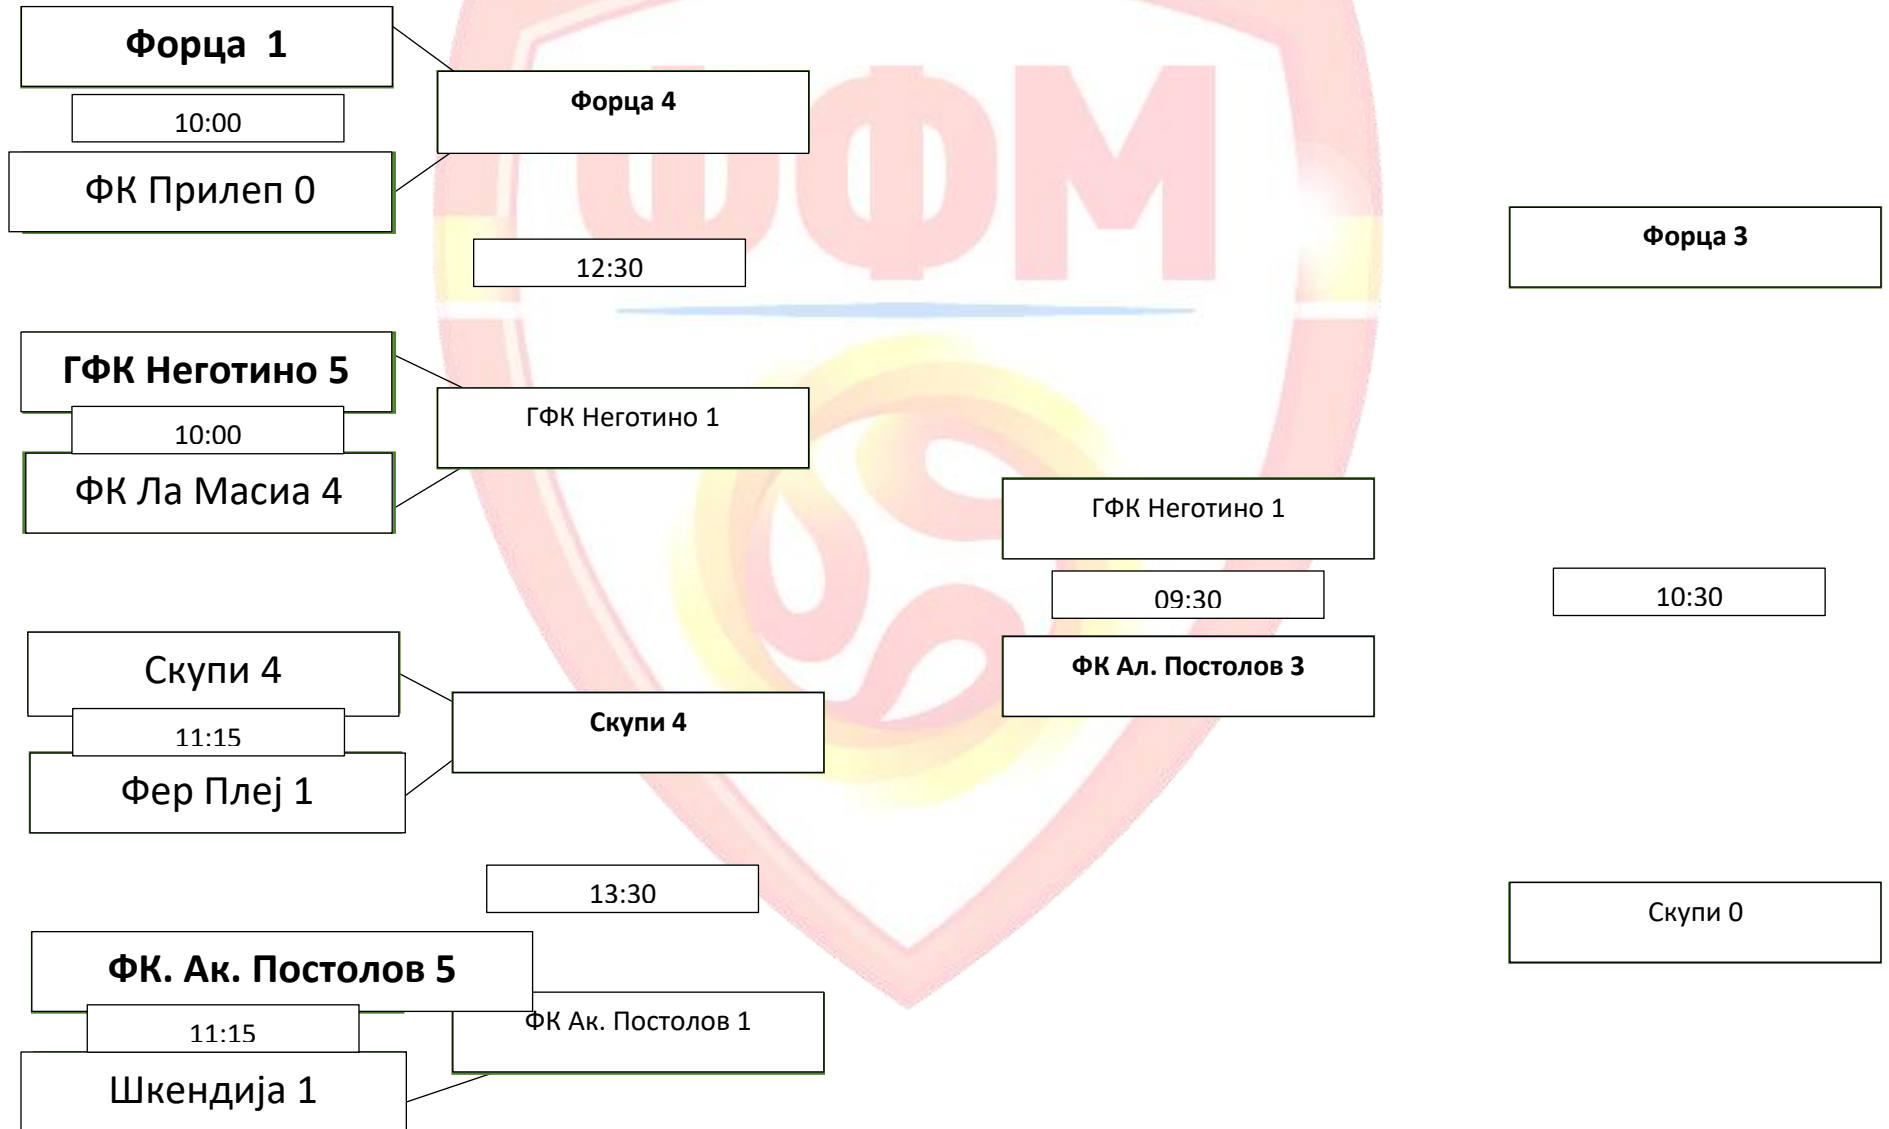 Форца 1
10:00
ФК Прилеп 0
Форца 4
12:30
ГФК Неготино 5
10:00
ФК Ла Масиа 4
ГФК Неготино 1
Скупи 4
11:15
Фер Плеј 1
Скупи 4
13:30
ФК. Ак. Постолов 5
11:15
Шкендија 1
ФК Ак. Постолов 1
ФФМ
ГФК Неготино 1
09:30
ФК Ал. Постолов 3
Форца 3
10:30
Скупи 0